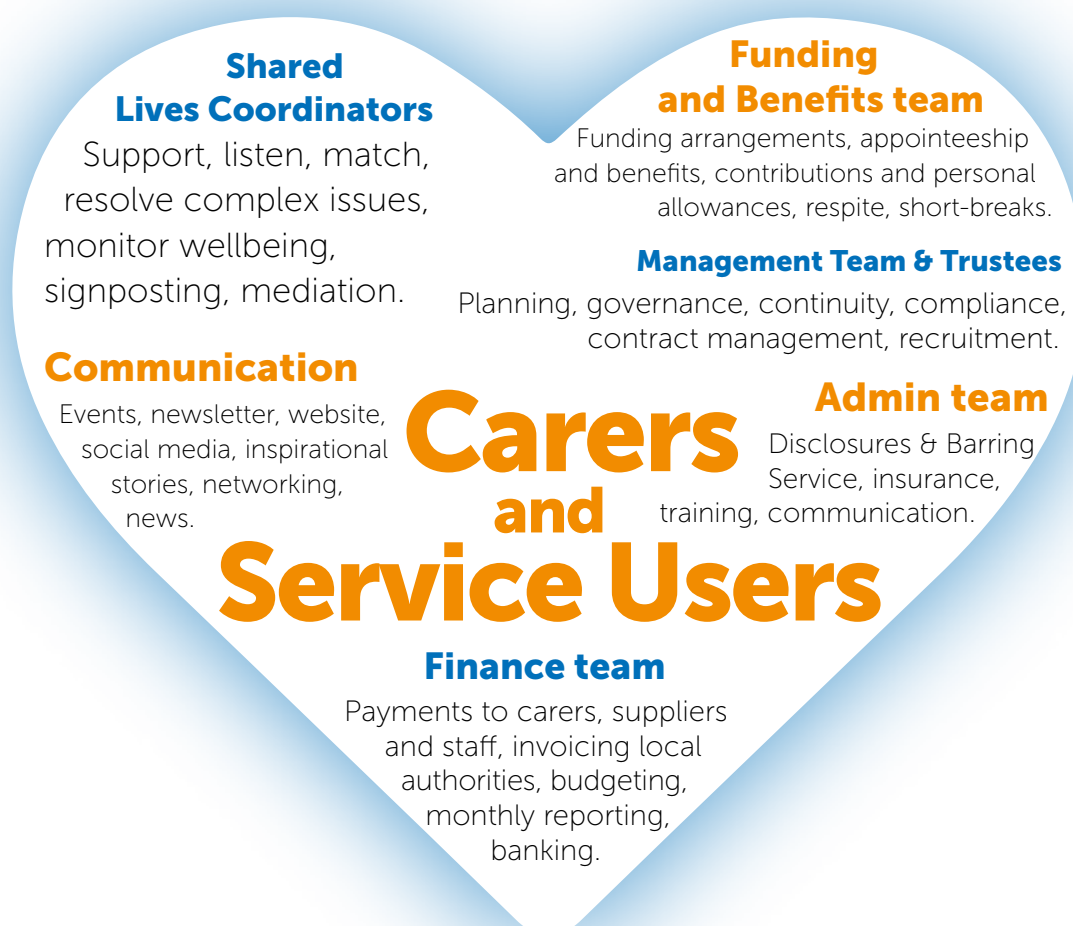 Shared
Lives Coordinators
Support, listen, match,
resolve complex issues,
monitor wellbeing,
signposting, mediation.
Funding
and Benefits team
Funding arrangements, appointeeship
and benefits, contributions and personal
allowances, respite, short-breaks.
Management Team & Trustees
Planning, governance, continuity, compliance,
contract management, recruitment.
Communication
Events, newsletter, website,
social media, inspirational
stories, networking,
news.
Carers
and
Service Users
Admin team
Disclosures & Barring
Service, insurance,
training, communication.
Finance team
Payments to carers, suppliers
and staff, invoicing local
authorities, budgeting,
monthly reporting,
banking.